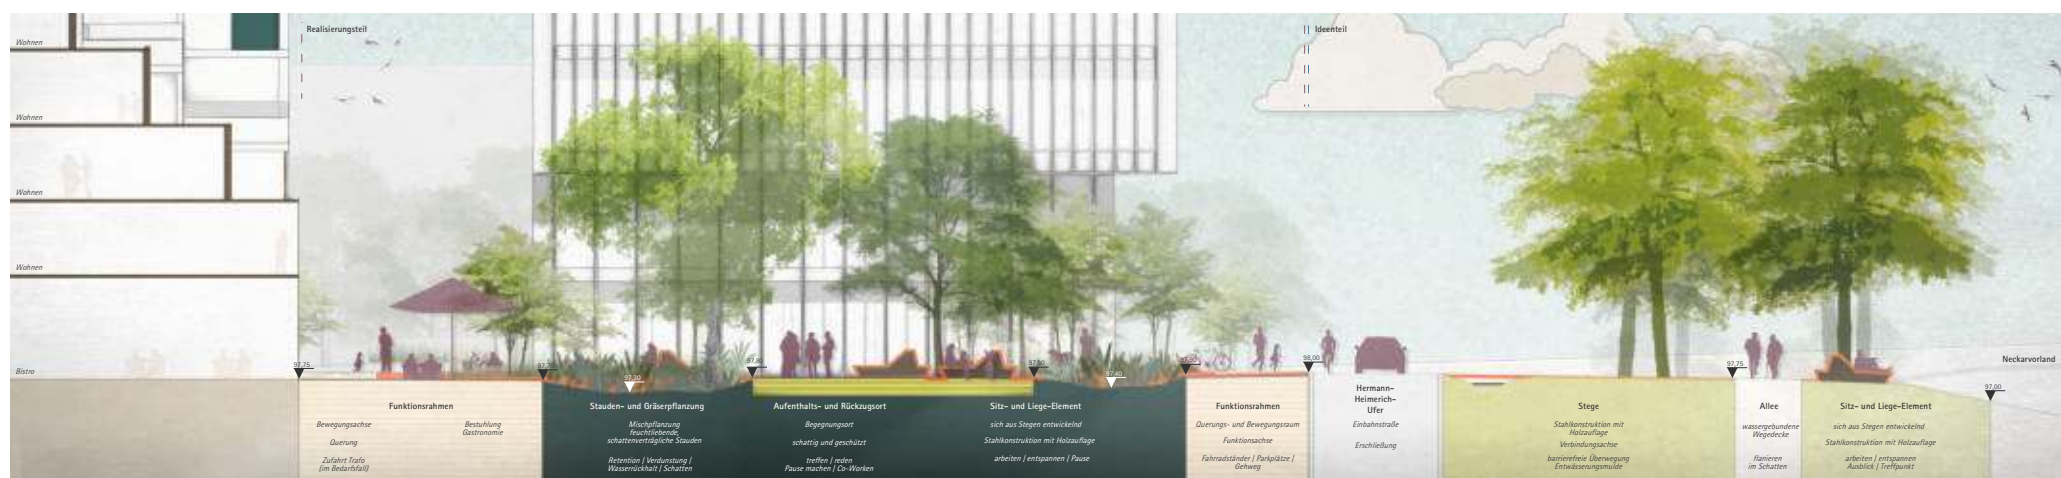 Realisierungsteil
Ideenteil
Wohnen
Wohnen
Wohnen
Wohnen
Bistro
Neckarvorland
97,75
97,80
97,80
97,30
97,40
98,00
97,75
97,00
Funktionsrahmen
Bewegungsachse
Querung
Zufahrt Trafo
(im Bedarfsfall)
Bestuhlung
Gastronomie
Stauden- und Gräserpflanzung
Mischpflanzung
feuchtliebende,
schattenverträgliche Stauden
Retention | Verdunstung |
Wasserrückhalt | Schatten
Aufenthalts- und Rückzugsort
Begegnungsort
schattig und geschützt
treffen | reden
Pause machen | Co-Worken
Sitz- und Liege-Element
sich aus Stegen entwickelnd
Stahlkonstruktion mit Holzauflage
arbeiten | entspannen | Pause
Funktionsrahmen
Querungs- und Bewegungsraum
Funktionsachse
Fahrradständer | Parkplätze |
Gehweg
Hermann-
Heimerich-
Ufer
Einbahnstraße
Erschließung
Stege
Stahlkonstruktion mit
Holzauflage
Verbindungsachse
barrierefreie Überwegung
Entwässerungsmulde
Allee
wassergebundene
Wegedecke
flanieren
im Schatten
Sitz- und Liege-Element
sich aus Stegen entwickelnd
Stahlkonstruktion mit Holzauflage
arbeiten | entspannen
Ausblick | Treffpunkt